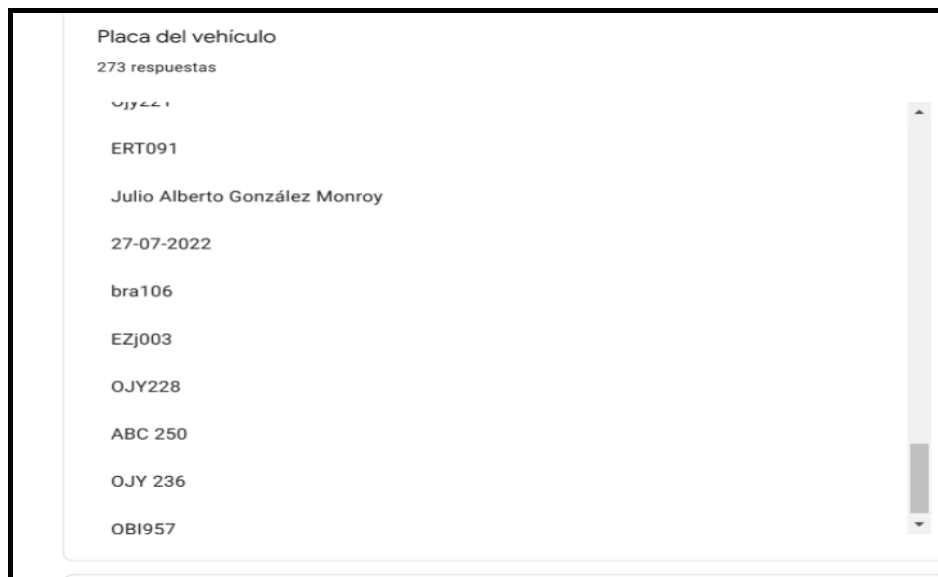 Placa del vehículo
273 respuestas
Ojy221
ERT091
Julio Alberto González Monroy
27-07-2022
bra106
EZj003
OJY228
ABC 250
OJY 236
OBI957